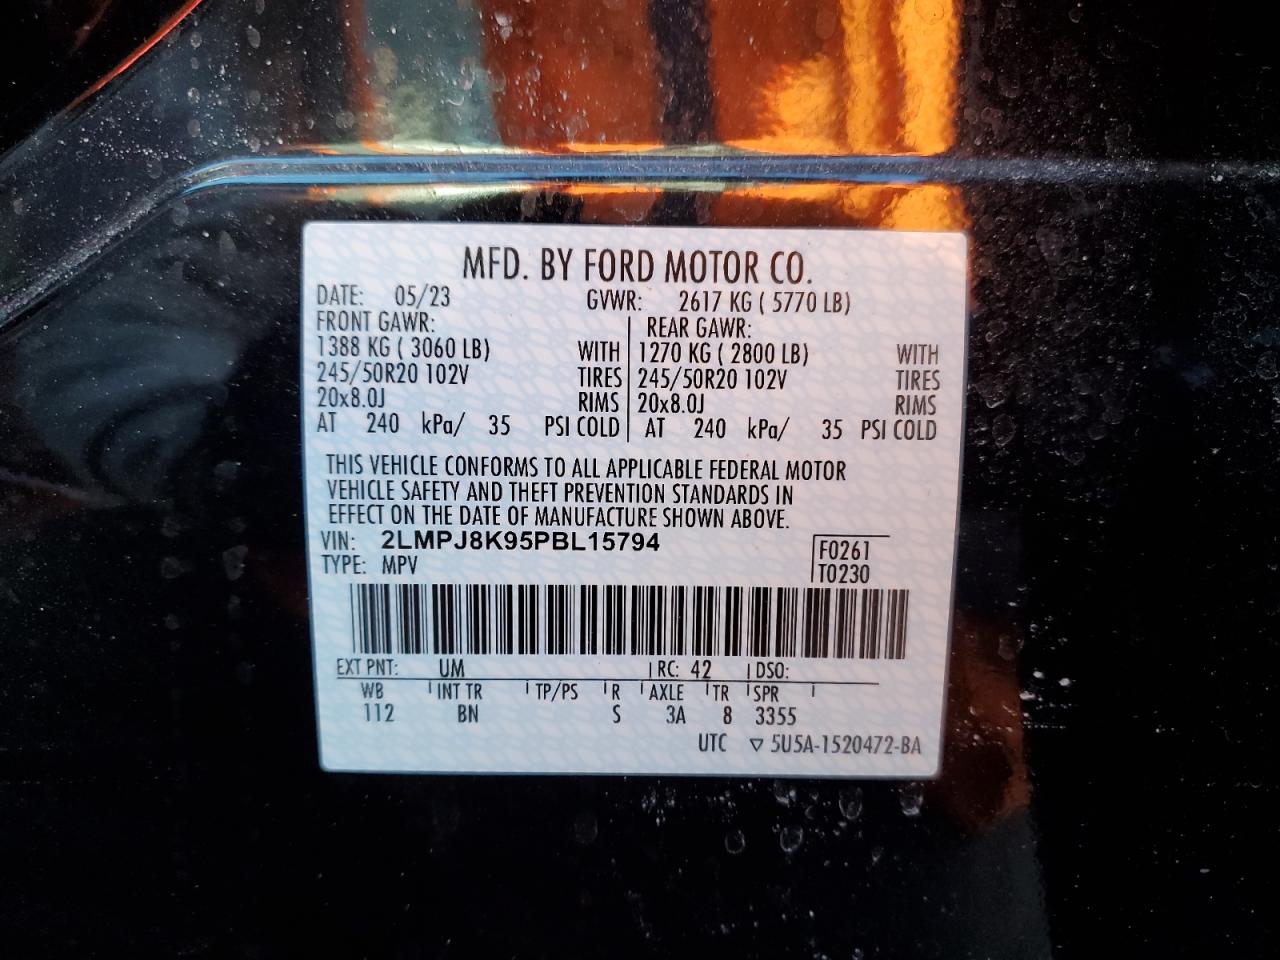 MFD. BY FORD MOTOR CO.
DATE: 05/23 GVWR: 2617 KG ( 5770 LB)
FRONT GAWR: REAR GAWR:
1388 KG ( 3060 LB) WITH 1270 KG ( 2800 LB) WITH
245/50R20 102V TIRES 245/50R20 102V TIRES
20x8.0J RIMS 20x8.0J RIMS
AT 240 kPa/ 35 PSI COLD AT 240 kPa/ 35 PSI COLD
THIS VEHICLE CONFORMS TO ALL APPLICABLE FEDERAL MOTOR
VEHICLE SAFETY AND THEFT PREVENTION STANDARDS IN
EFFECT ON THE DATE OF MANUFACTURE SHOWN ABOVE.
VIN: 2LMPJ8K95PBL15794 F0261
TYPE: MPV T0230
EXT PNT: UM RC: 42 DSO:
WB INT TR TP/PS R AXLE TR SPR
112 BN S 3A 8 3355
UTC ▽ 5U5A-1520472-BA